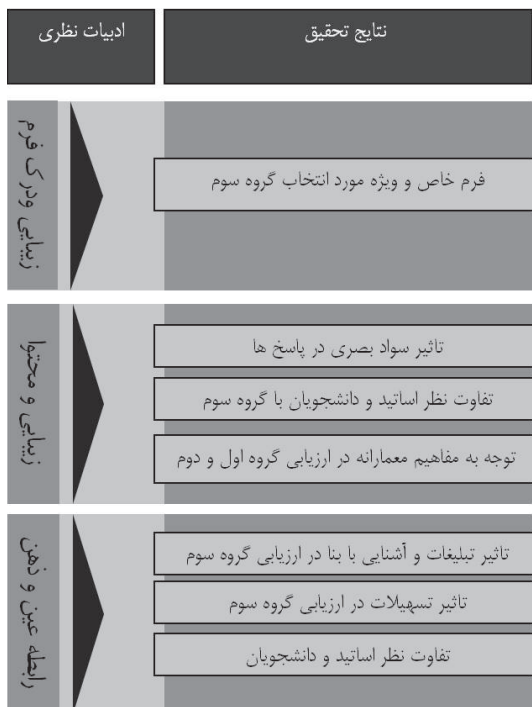 نتایج تحقیق
ادبیات نظری
زیبایی ودرک فرم
فرم خاص و ویژه مورد انتخاب گروه سوم
زیبایی و محتوا
تاثیر سواد بصری در پاسخ ها
تفاوت نظر اساتید و دانشجویان با گروه سوم
توجه به مفاهیم معمارانه در ارزیابی گروه اول و دوم
رابطه عین و ذهن
تاثیر تبلیغات و آشنایی با بنا در ارزیابی گروه سوم
تاثیر تسهیلات در ارزیابی گروه سوم
تفاوت نظر اساتید و دانشجویان